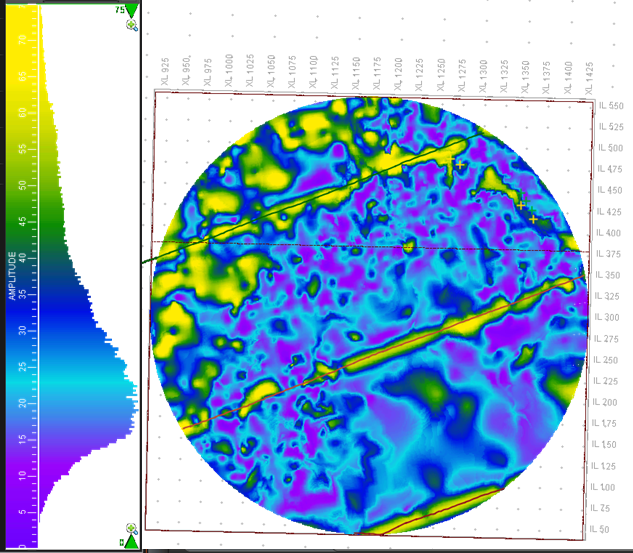 75
70
60
50
45
40
35
30
25
20
15
10
5
0
AMPLITUDE
XL 925
XL 950
XL 975
XL 1000
XL 1025
XL 1050
XL 1075
XL 1100
XL 1125
XL 1150
XL 1175
XL 1200
XL 1225
XL 1250
XL 1275
XL 1300
XL 1325
XL 1350
XL 1375
XL 1400
XL 1425
IL 550
IL 525
IL 500
IL 475
IL 450
IL 425
IL 400
IL 375
IL 350
IL 325
IL 300
IL 275
IL 250
IL 225
IL 200
IL 175
IL 150
IL 125
IL 100
IL 75
IL 50